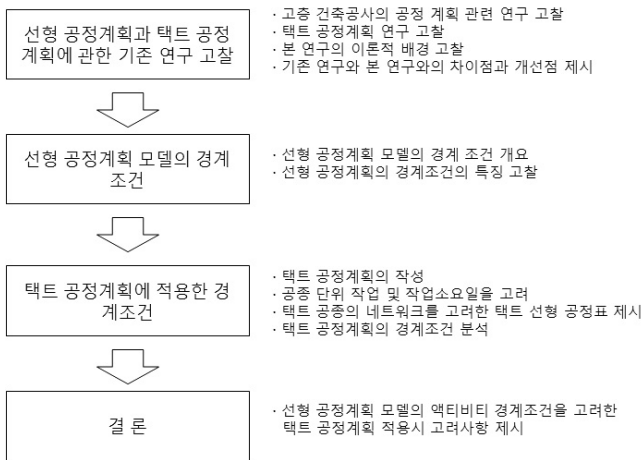 선형 공정계획과 택트 공정
계획에 관한 기존 연구 고찰
· 고층 건축공사의 공정 계획 관련 연구 고찰
· 택트 공정계획 연구 고찰
· 본 연구의 이론적 배경 고찰
· 기존 연구와 본 연구와의 차이점과 개선점 제시
선형 공정계획 모델의 경계
조건
· 선형 공정계획 모델의 경계 조건 개요
· 선형 공정계획의 경계조건의 특징 고찰
택트 공정계획에 적용한 경
계조건
· 택트 공정계획의 작성
· 공종 단위 작업 및 작업소요일을 고려
· 택트 공종의 네트워크를 고려한 택트 선형 공정표 제시
· 택트 공정계획의 경계조건 분석
결 론
· 선형 공정계획 모델의 액티비티 경계조건을 고려한
택트 공정계획 적용시 고려사항 제시